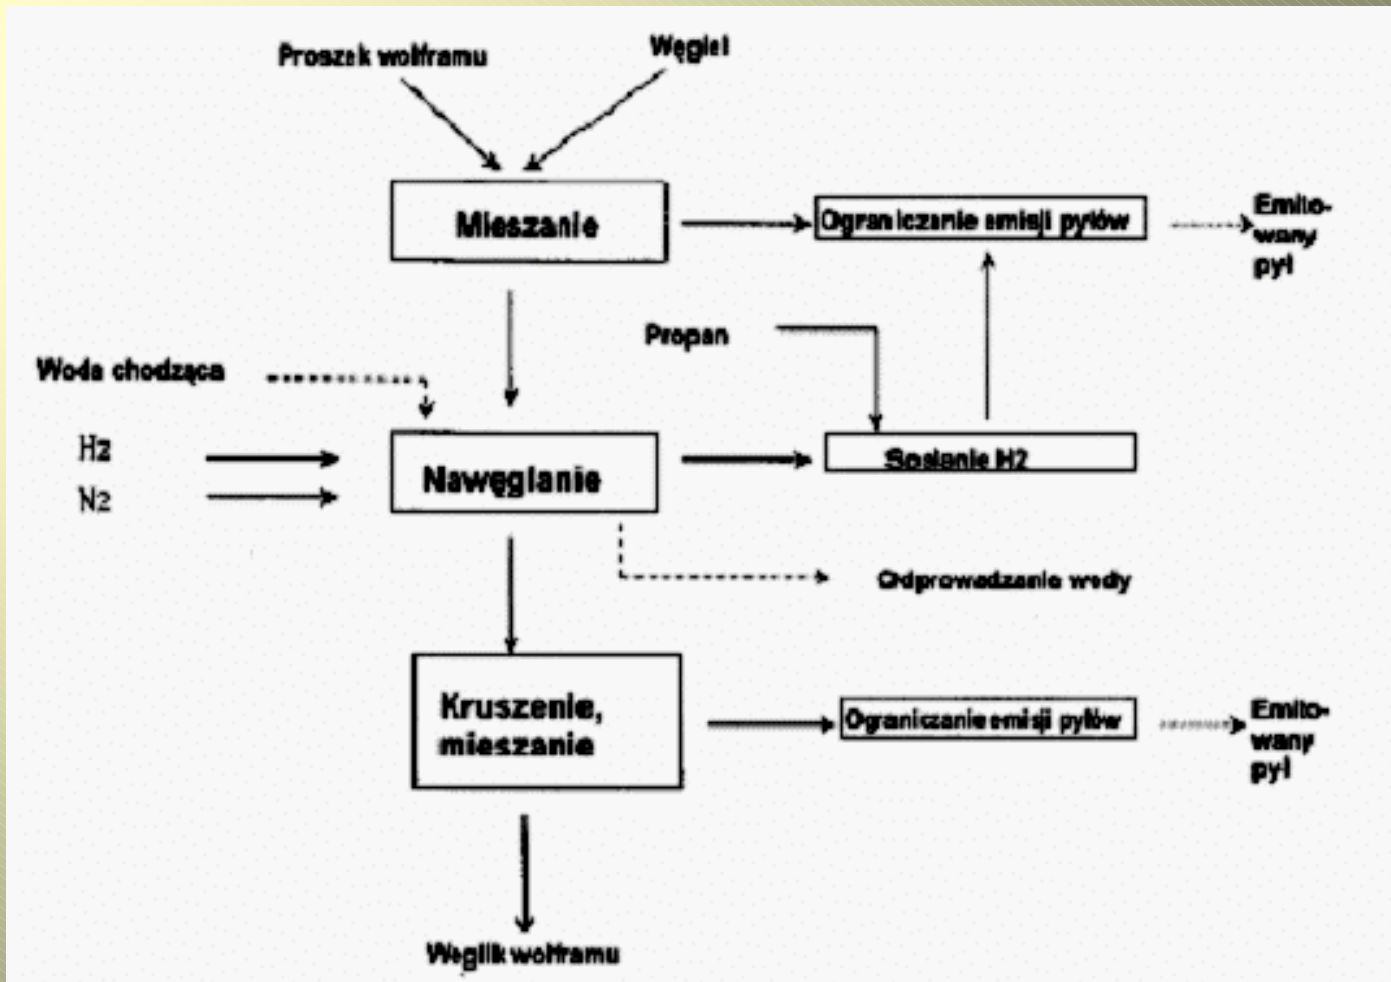 Proszek wolframu
Węgiel
Mieszanie
Ograniczanie emisji pyłów
Emito-
wany
pył
Propan
Woda chodząca
H2
N2
Nawęglanie
H2
Odprowadzanie wody
Kruszenie,
mieszanie
Ograniczanie emisji pyłów
Emito-
wany
pył
Węglik wolframu